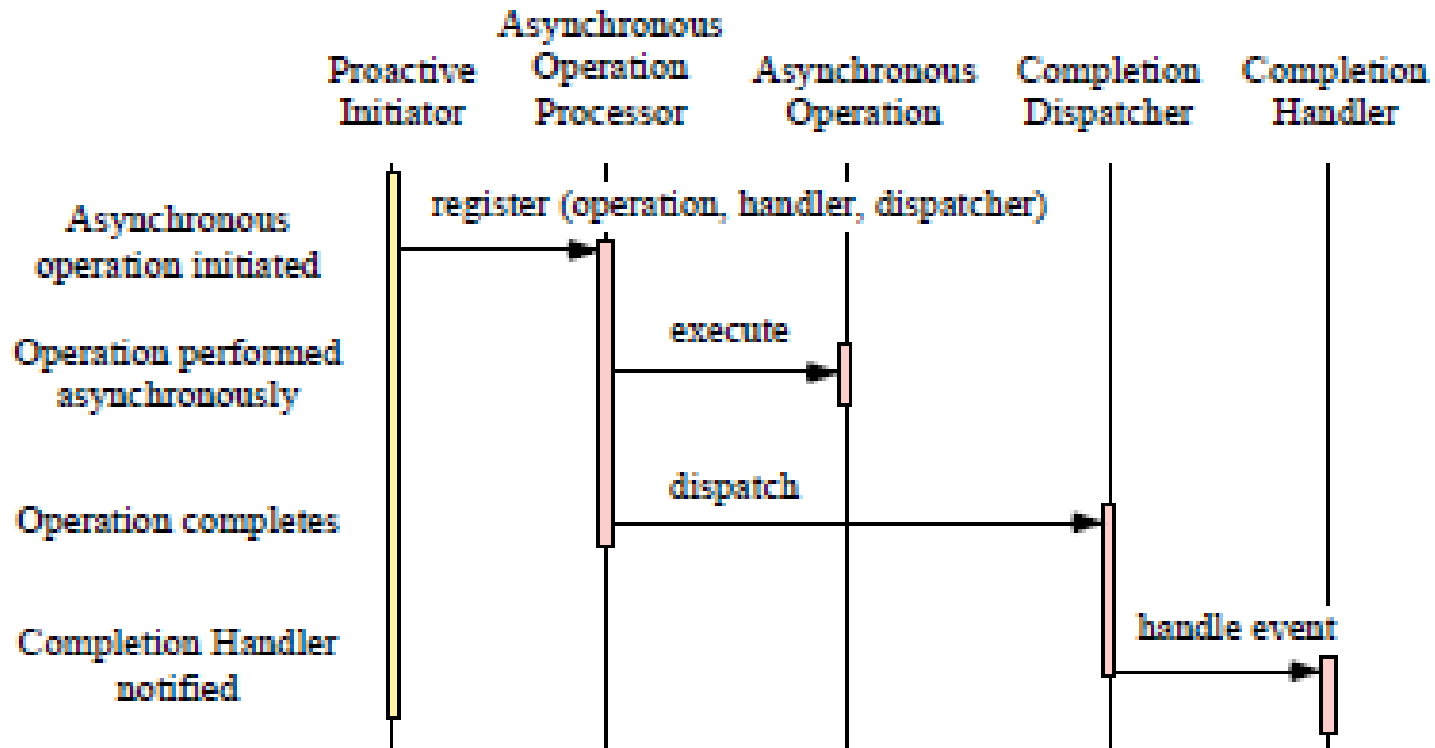 Proactive
Initiator
Asynchronous
Operation
Processor
Asynchronous
Operation
Completion
Dispatcher
Completion
Handler
Asynchronous
operation initiated
register (operation, handler, dispatcher)
Operation performed
asynchronously
execute
Operation completes
dispatch
Completion Handler
notified
handle event